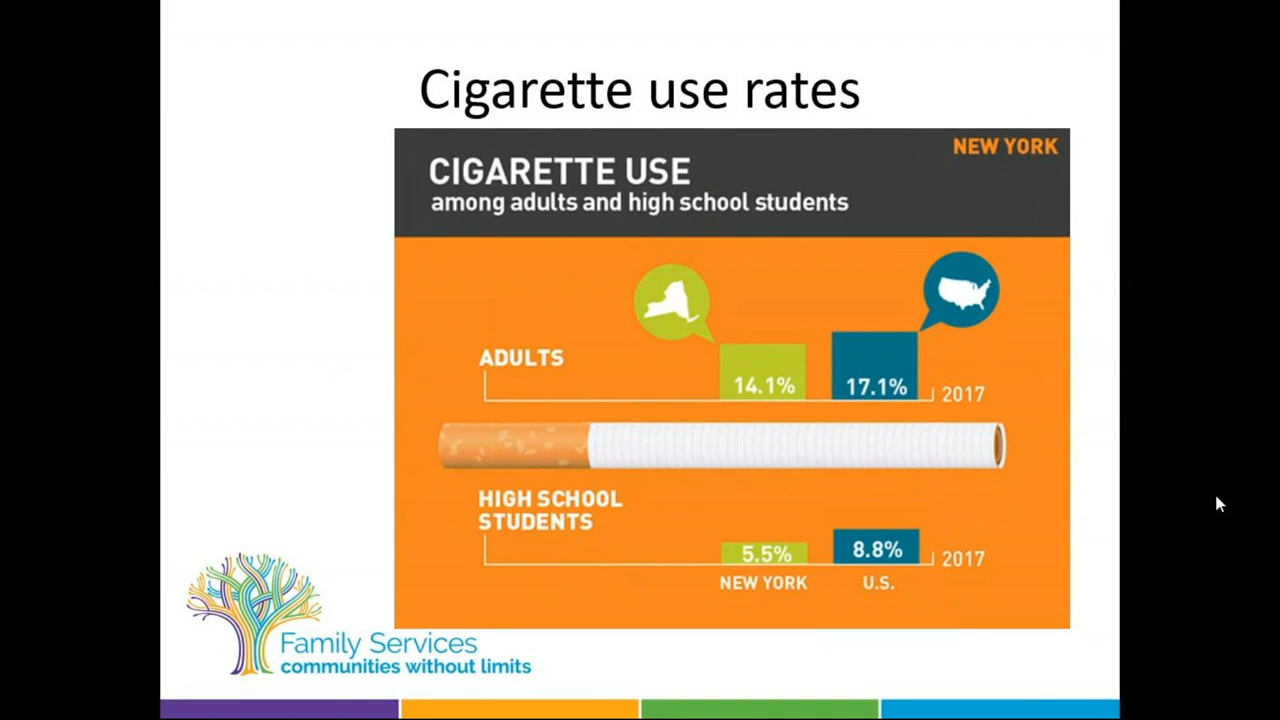 Cigarette use rates
NEW YORK
CIGARETTE USE
among adults and high school students
ADULTS
14.1%
17.1%
2017
HIGH SCHOOL
STUDENTS
5.5%
8.8%
2017
NEW YORK
U.S.
Family Services
communities without limits